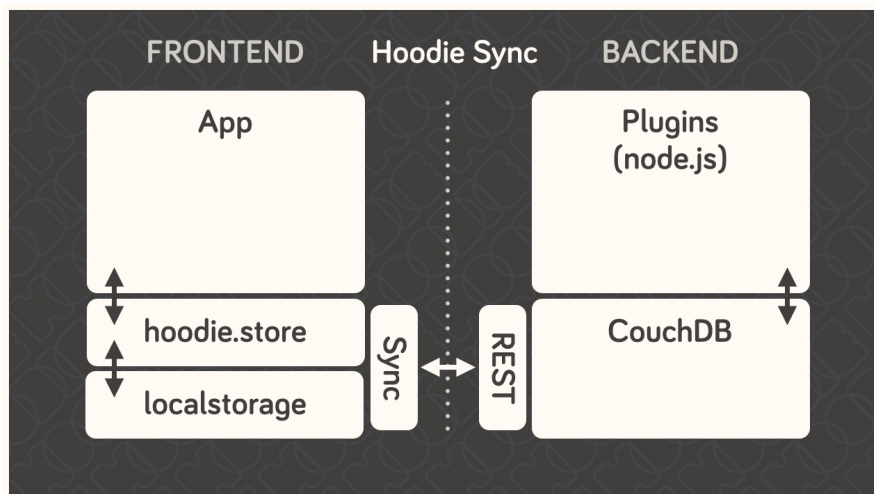 FRONTEND
Hoodie Sync
BACKEND
App
Plugins
(node.js)
hoodie.store
localstorage
Sync
REST
CouchDB